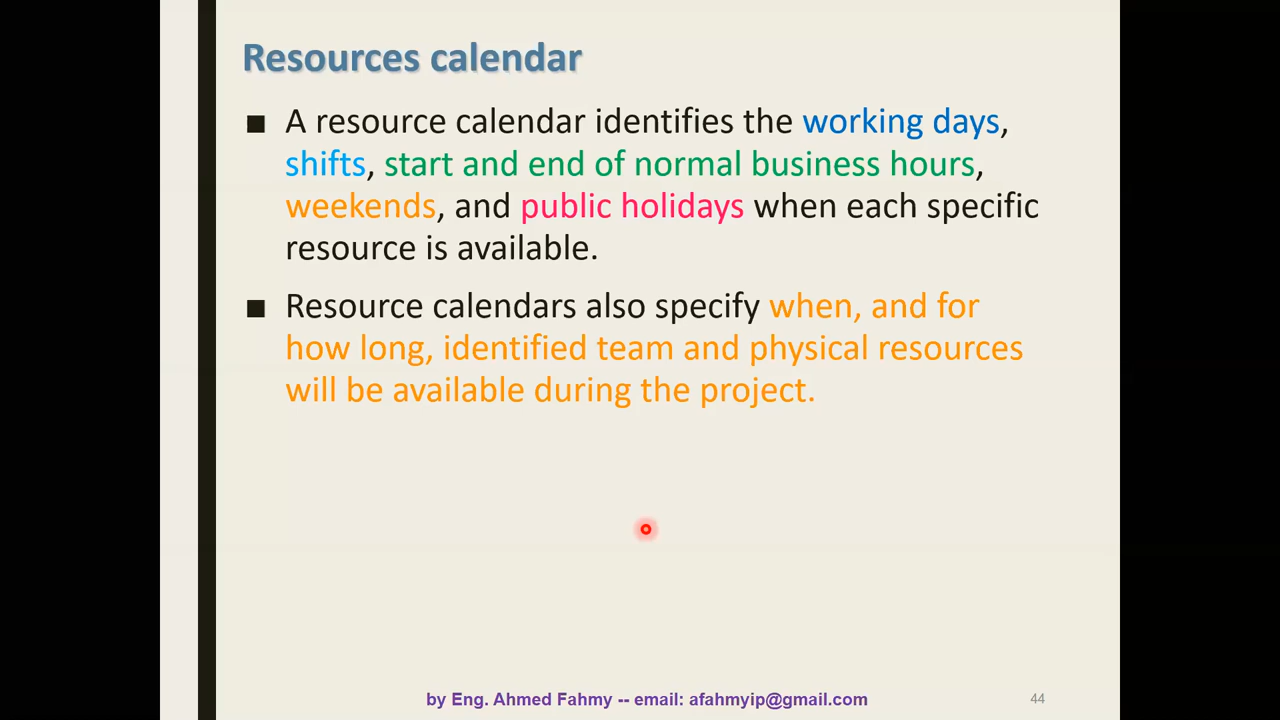 Resources calendar
■ A resource calendar identifies the working days,
shifts, start and end of normal business hours,
weekends, and public holidays when each specific
resource is available.
■ Resource calendars also specify when, and for
how long, identified team and physical resources
will be available during the project.
by Eng. Ahmed Fahmy -- email: afahmyip@gmail.com
44